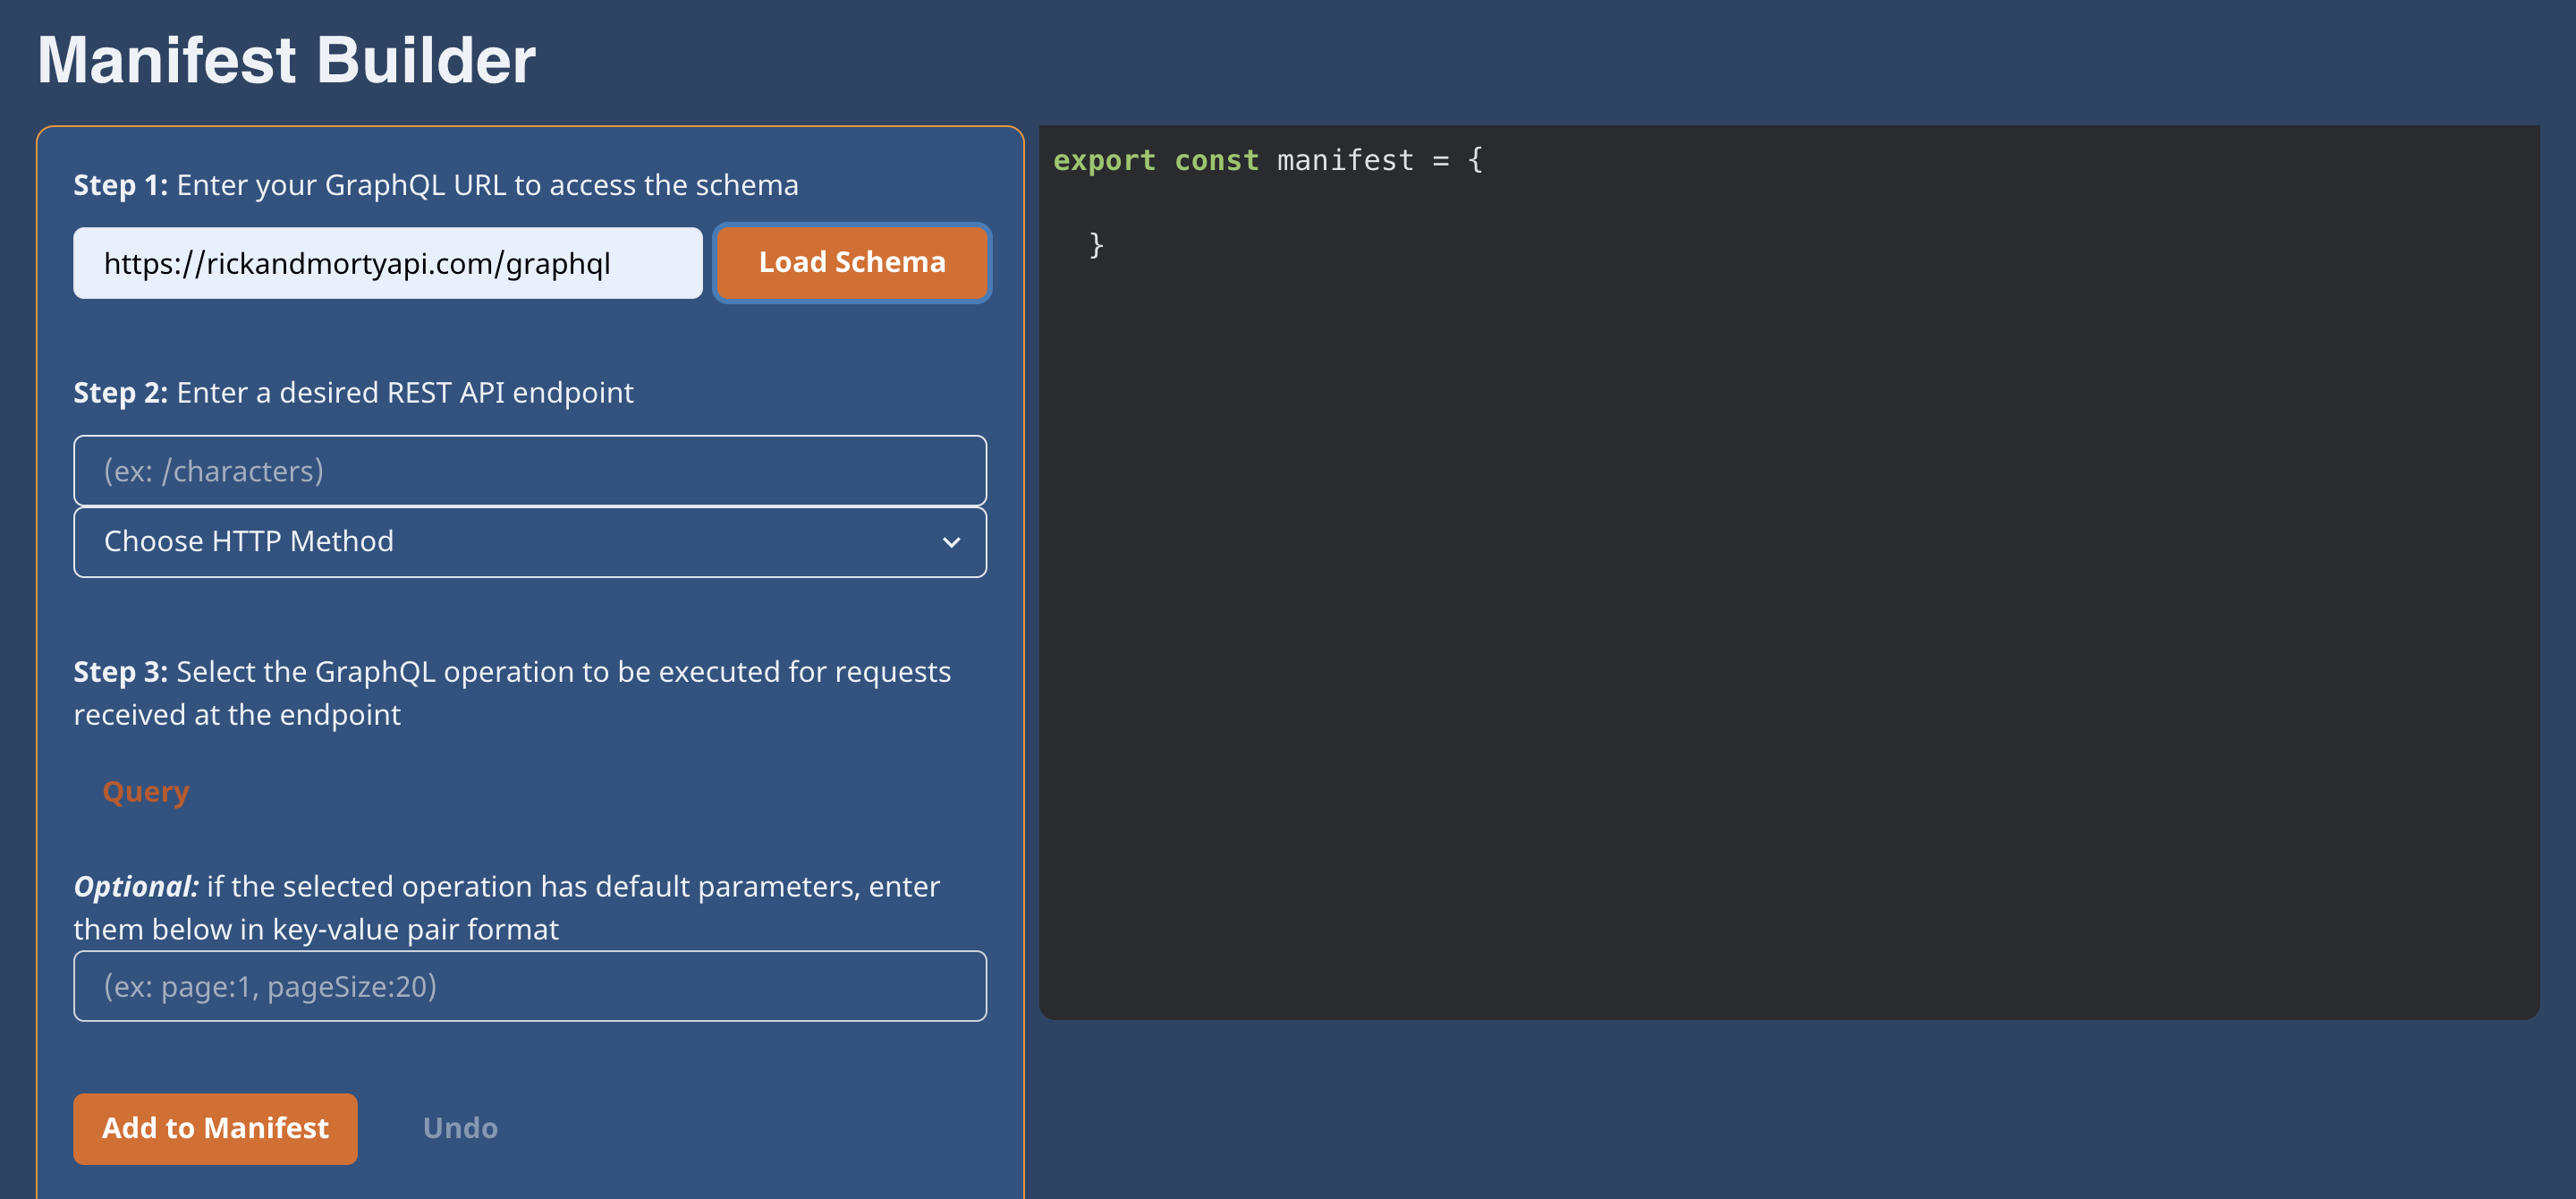 Manifest Builder
Step 1: Enter your GraphQL URL to access the schema
https://rickandmortyapi.com/graphql
Load Schema
Step 2: Enter a desired REST API endpoint
(ex: /characters)
Choose HTTP Method
Step 3: Select the GraphQL operation to be executed for requests
received at the endpoint
Query
Optional: if the selected operation has default parameters, enter
them below in key-value pair format
(ex: page:1, pageSize:20)
Add to Manifest
Undo
export const manifest = {
}